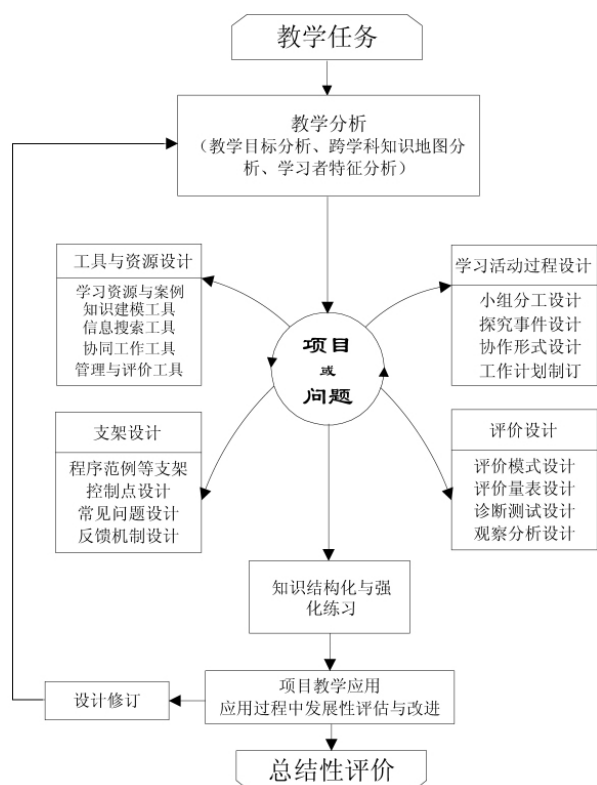 教学任务
教学分析
（教学目标分析、跨学科知识地图分
析、学习者特征分析）
工具与资源设计
学习资源与案例
知识建模工具
信息搜索工具
协同工作工具
管理与评价工具
学习活动过程设计
小组分工设计
探究事件设计
协作形式设计
工作计划制订
项目
或
问题
支架设计
程序范例等支架
控制点设计
常见问题设计
反馈机制设计
评价设计
评价模式设计
评价量表设计
诊断测试设计
观察分析设计
知识结构化与强
化练习
设计修订
项目教学应用
应用过程中发展性评估与改进
总结性评价